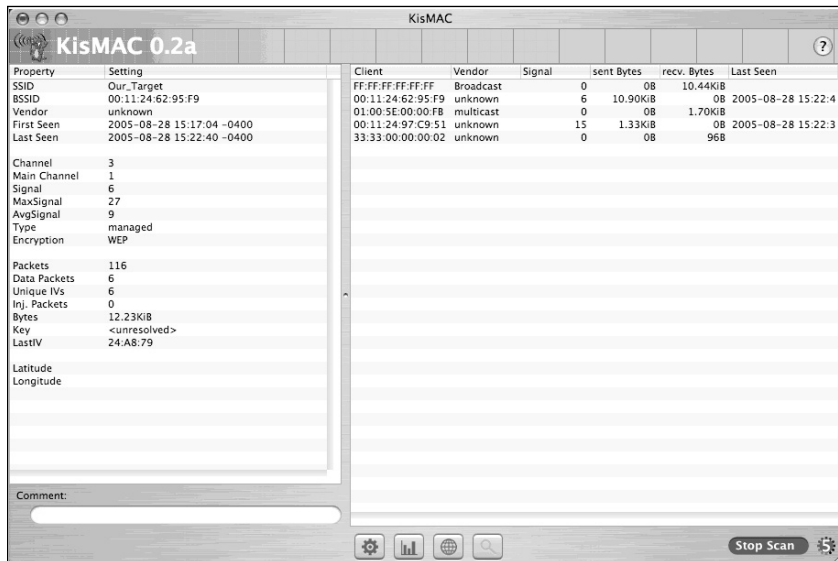 KisMAC
KisMAC 0.2a
?
Property Setting
SSID Our_Target
BSSID 00:11:24:62:95:F9
Vendor unknown
First Seen 2005-08-28 15:17:04 -0400
Last Seen 2005-08-28 15:22:40 -0400
Channel 3
Main Channel 1
Signal 6
MaxSignal 27
AvgSignal 9
Type managed
Encryption WEP
Packets 116
Data Packets 6
Unique IVs 6
Inj. Packets 0
Bytes 12.23KiB
Key <unresolved>
LastIV 24:A8:79
Latitude
Longitude
Comment:
Client Vendor Signal sent Bytes recv. Bytes Last Seen
FF:FF:FF:FF:FF:FF Broadcast 0 0B 10.44KiB
00:11:24:62:95:F9 unknown 6 10.90KiB 0B 2005-08-28 15:22:4
01:00:5E:00:00:FB multicast 0 0B 1.70KiB
00:11:24:97:C9:51 unknown 15 1.33KiB 0B 2005-08-28 15:22:3
33:33:00:00:00:02 unknown 0 0B 96B
Stop Scan
5